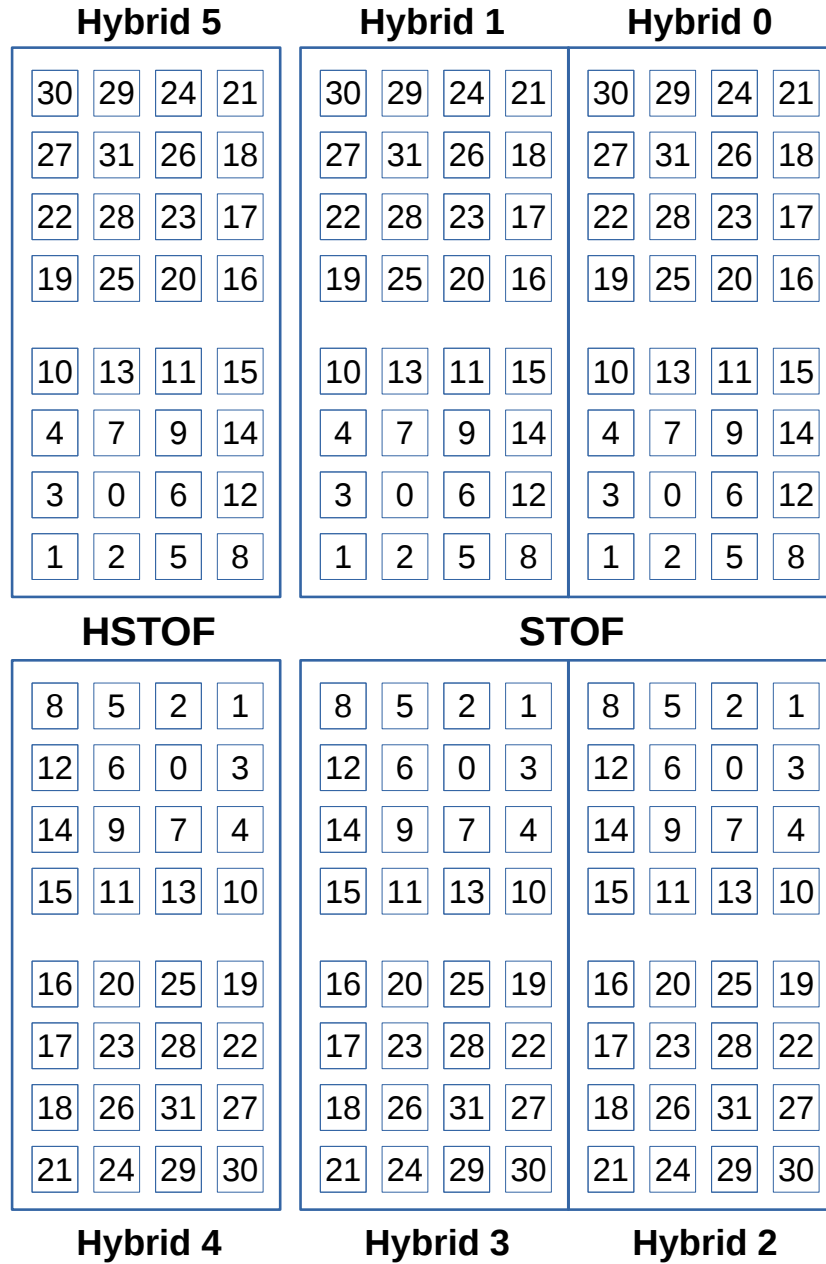 Hybrid 5 Hybrid 1 Hybrid 0
30 29 24 21 30 29 24 21 30 29 24 21
27 31 26 18 27 31 26 18 27 31 26 18
22 28 23 17 22 28 23 17 22 28 23 17
19 25 20 16 19 25 20 16 19 25 20 16
10 13 11 15 10 13 11 15 10 13 11 15
4 7 9 14 4 7 9 14 4 7 9 14
3 0 6 12 3 0 6 12 3 0 6 12
1 2 5 8 1 2 5 8 1 2 5 8
HSTOF STOF
8 5 2 1 8 5 2 1 8 5 2 1
12 6 0 3 12 6 0 3 12 6 0 3
14 9 7 4 14 9 7 4 14 9 7 4
15 11 13 10 15 11 13 10 15 11 13 10
16 20 25 19 16 20 25 19 16 20 25 19
17 23 28 22 17 23 28 22 17 23 28 22
18 26 31 27 18 26 31 27 18 26 31 27
21 24 29 30 21 24 29 30 21 24 29 30
Hybrid 4 Hybrid 3 Hybrid 2